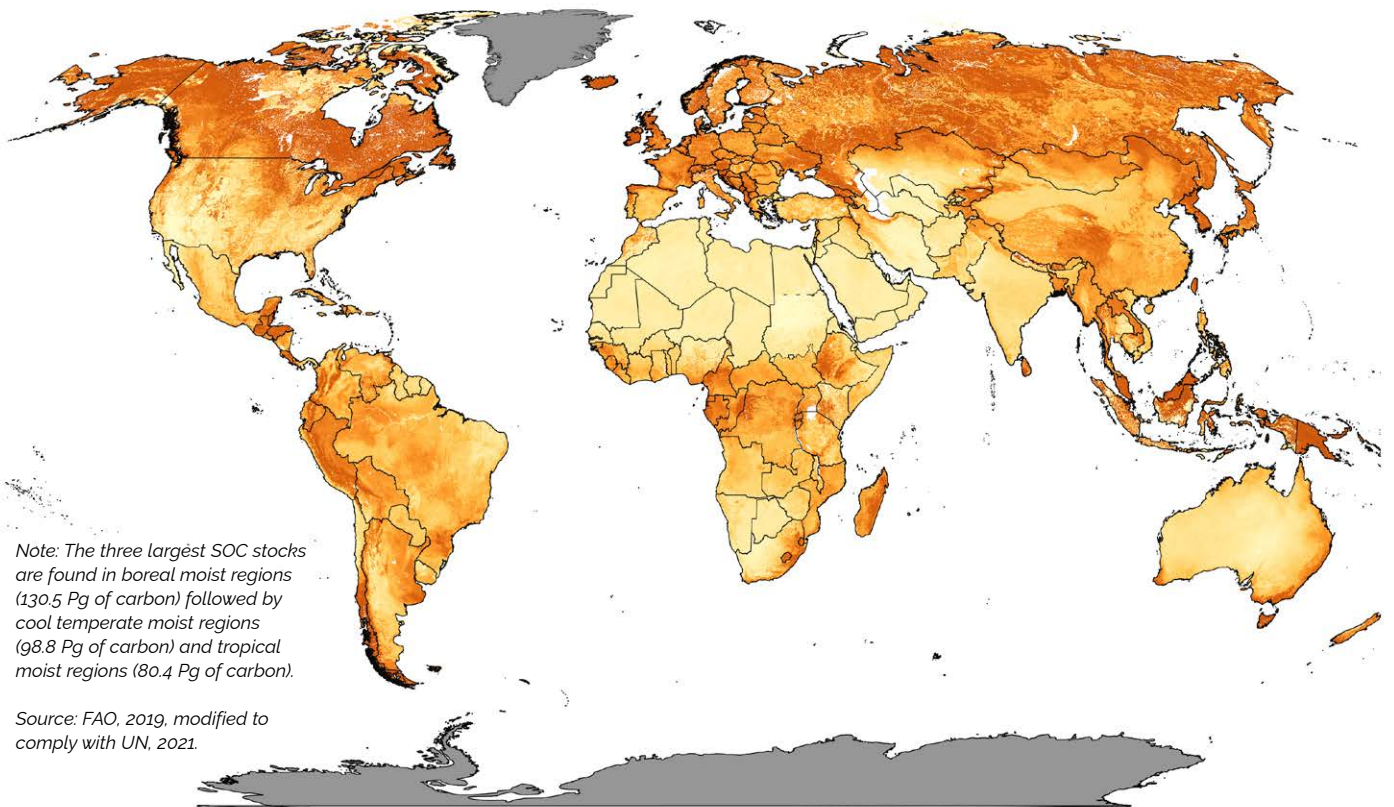 Note: The three largest SOC stocks
are found in boreal moist regions
(130.5 Pg of carbon) followed by
cool temperate moist regions
(98.8 Pg of carbon) and tropical
moist regions (80.4 Pg of carbon).
Source: FAO, 2019, modified to
comply with UN, 2021.